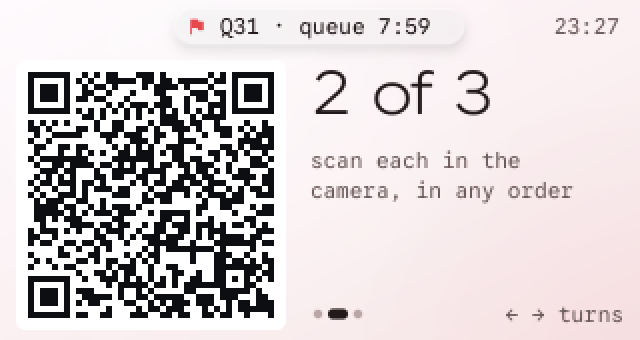 Q31 · queue 7:59
23:27
2 of 3
scan each in the
camera, in any order
← → turns